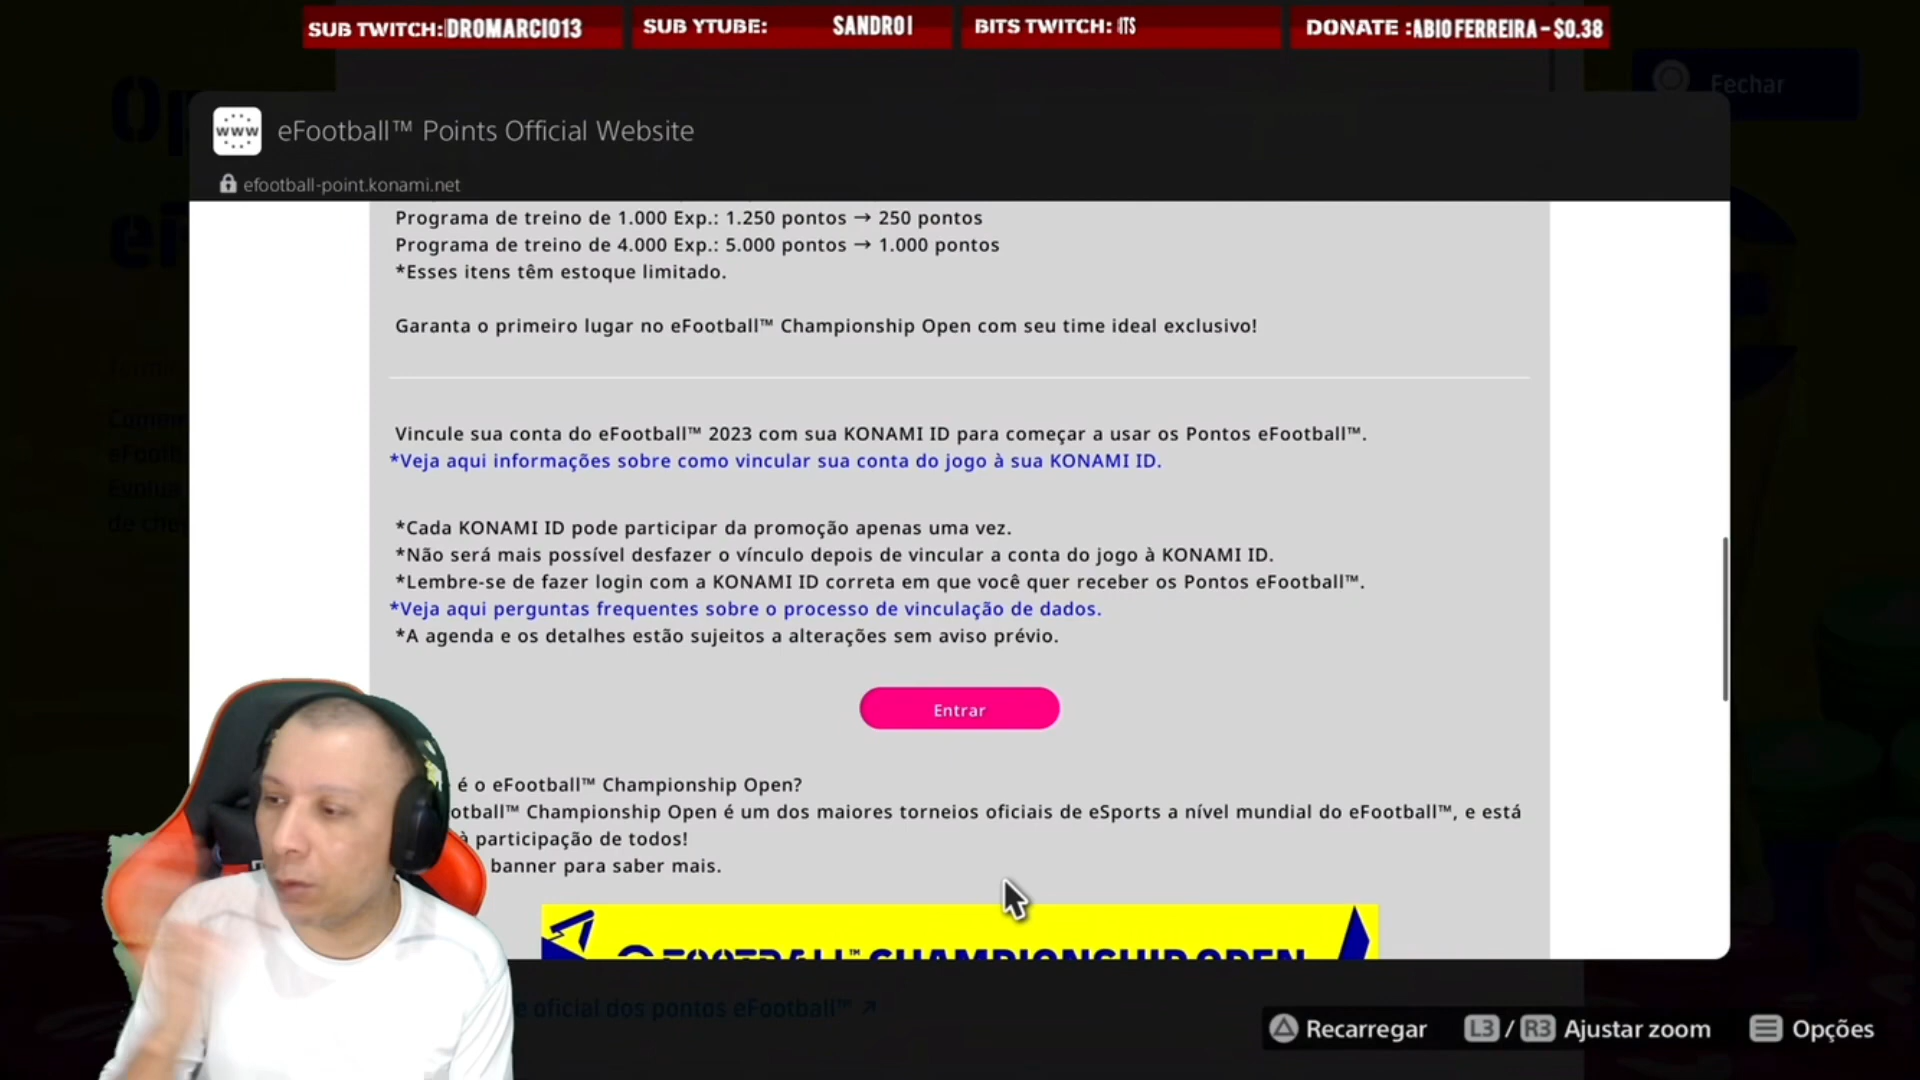 SUB TWITCH: DROMARCIO13
SUB YTUBE: SANDRO I
BITS TWITCH: ITS
DONATE : ABIO FERREIRA - $0.38
Fechar
www
eFootball™ Points Official Website
efootball-point.konami.net
Programa de treino de 1.000 Exp.: 1.250 pontos → 250 pontos
Programa de treino de 4.000 Exp.: 5.000 pontos → 1.000 pontos
*Esses itens têm estoque limitado.
Garanta o primeiro lugar no eFootball™ Championship Open com seu time ideal exclusivo!
Vincule sua conta do eFootball™ 2023 com sua KONAMI ID para começar a usar os Pontos eFootball™.
*Veja aqui informações sobre como vincular sua conta do jogo à sua KONAMI ID.
*Cada KONAMI ID pode participar da promoção apenas uma vez.
*Não será mais possível desfazer o vínculo depois de vincular a conta do jogo à KONAMI ID.
*Lembre-se de fazer login com a KONAMI ID correta em que você quer receber os Pontos eFootball™.
*Veja aqui perguntas frequentes sobre o processo de vinculação de dados.
*A agenda e os detalhes estão sujeitos a alterações sem aviso prévio.
Entrar
é o eFootball™ Championship Open?
otball™ Championship Open é um dos maiores torneios oficiais de eSports a nível mundial do eFootball™, e está
à participação de todos!
banner para saber mais.
EFOOTBALL™ CHAMPIONSHIP OPEN
e oficial dos pontos eFootball™
Recarregar
L3 / R3 Ajustar zoom
Opções